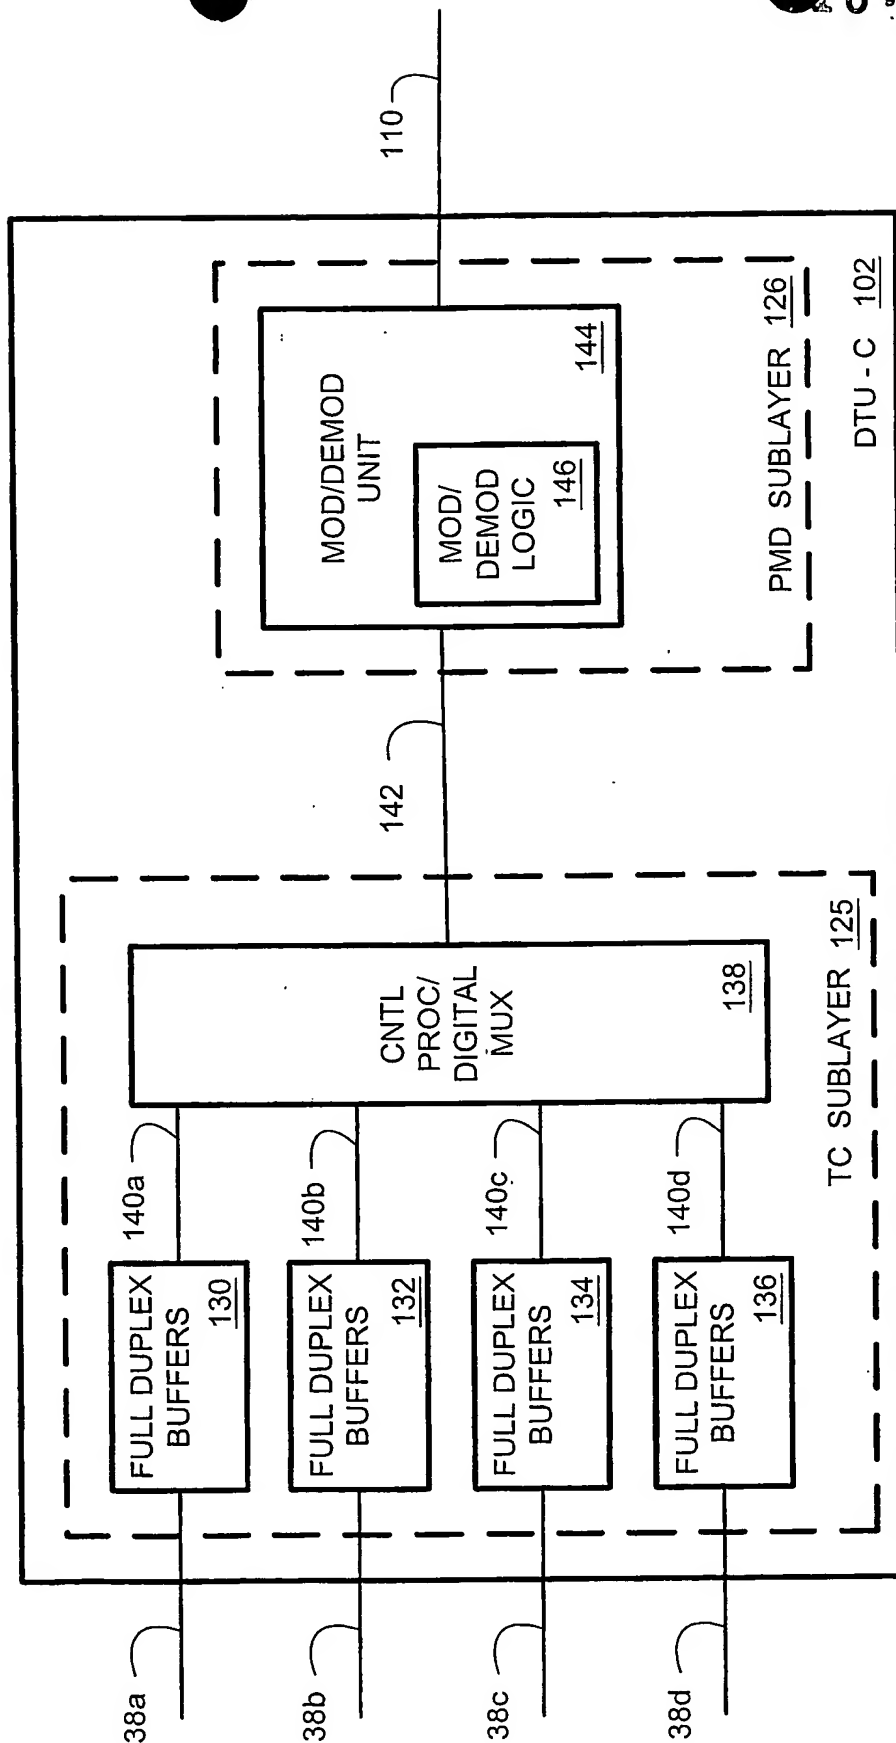 38a
38b
38c
38d
FULL DUPLEX
BUFFERS
130
FULL DUPLEX
BUFFERS
132
FULL DUPLEX
BUFFERS
134
FULL DUPLEX
BUFFERS
136
140a
140b
140c
140d
CNTL
PROC/
DIGITAL
MUX
138
TC SUBLAYER 125
142
MOD/DEMOD
UNIT
144
MOD/
DEMOD
LOGIC
146
PMD SUBLAYER 126
DTU - C 102
110